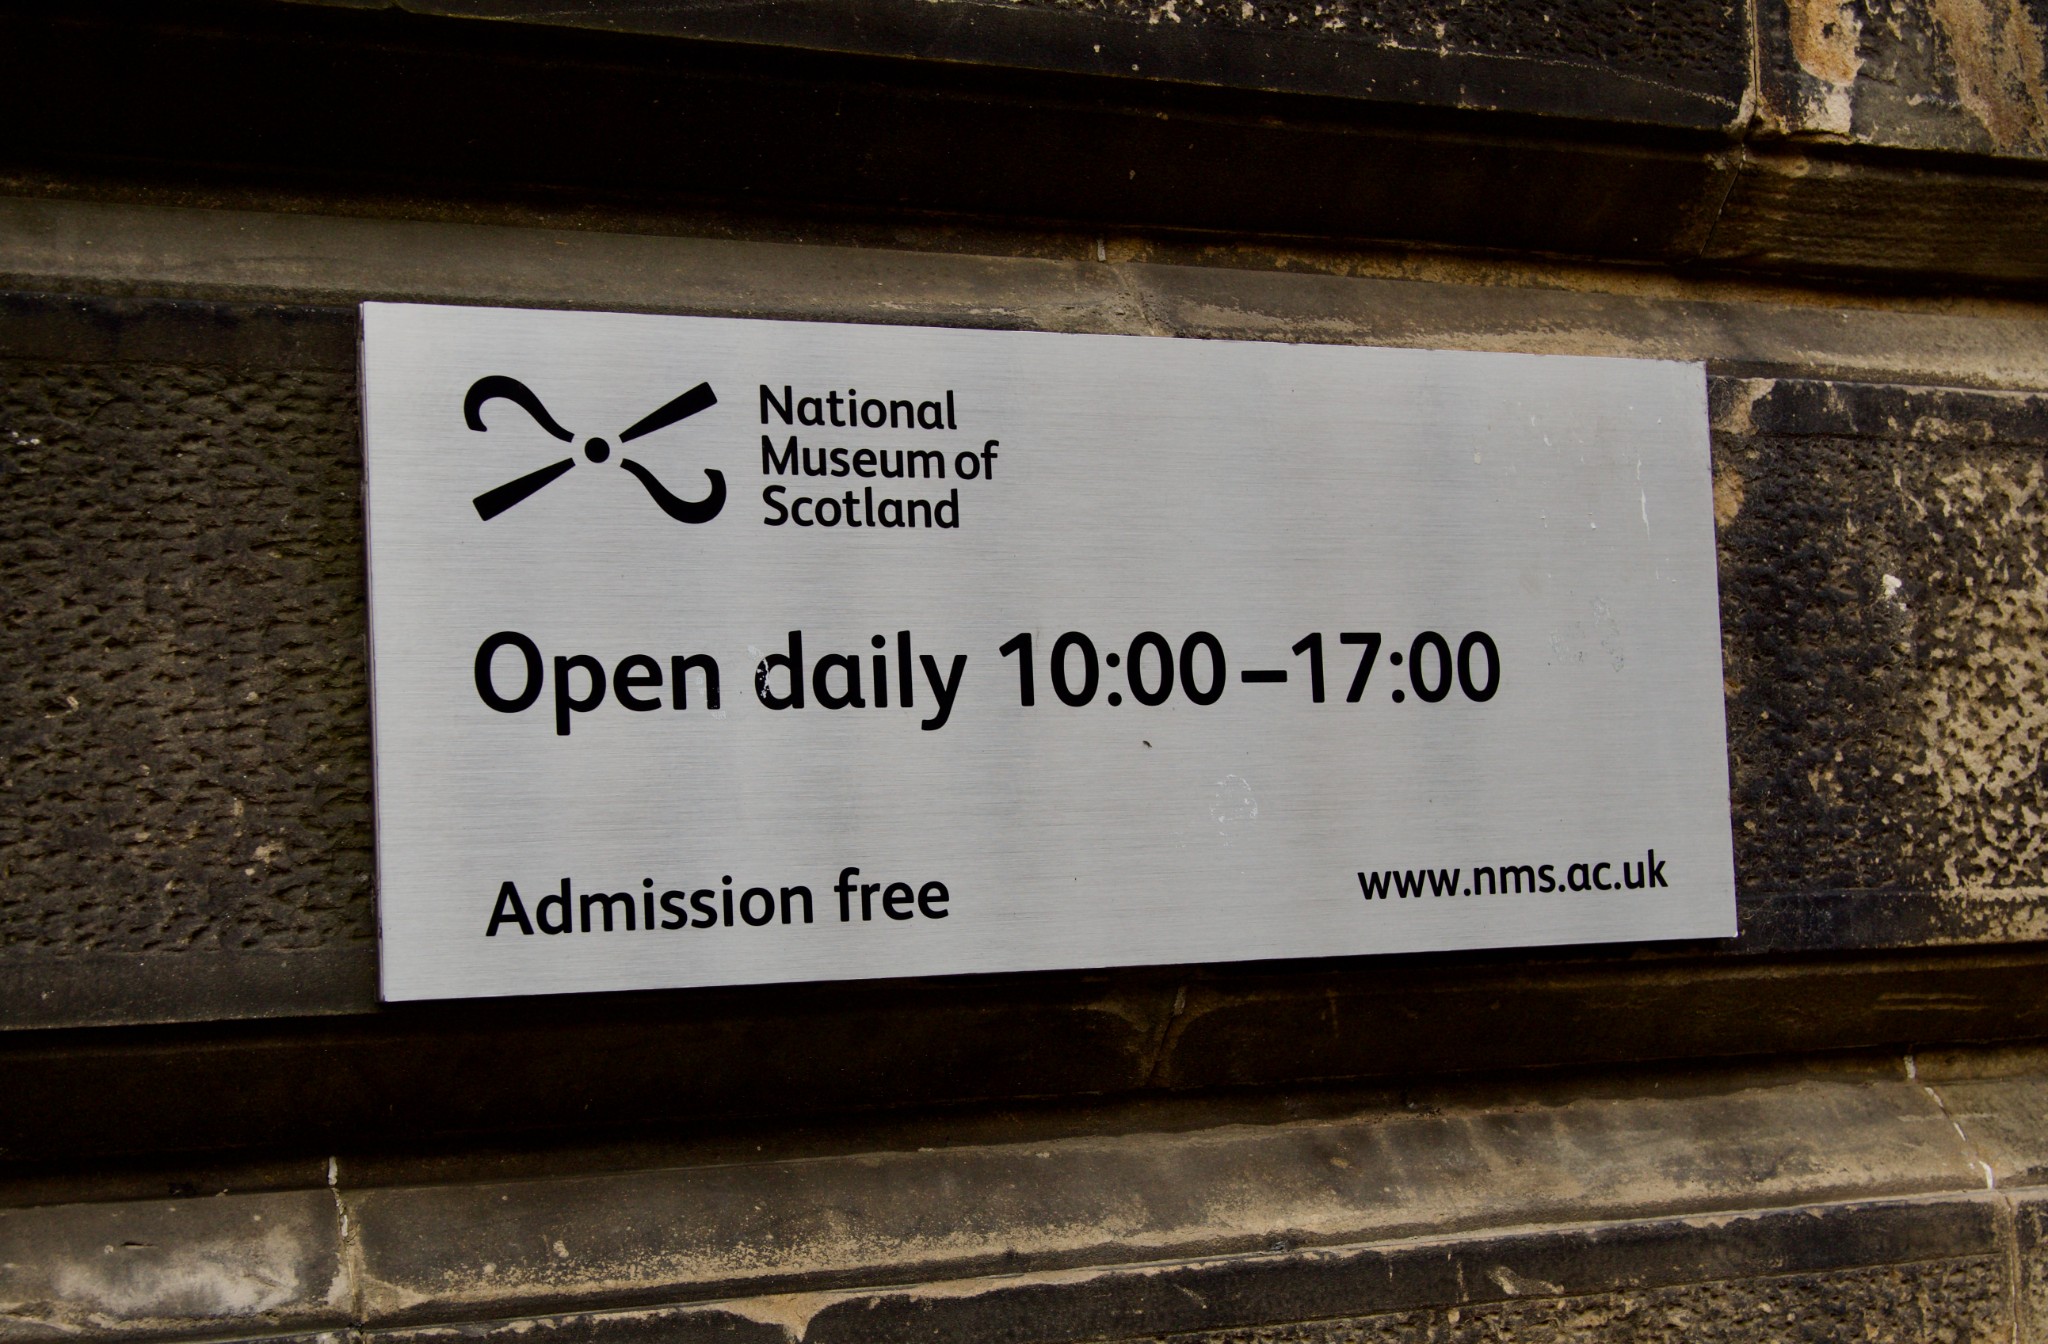 National
Museum of
Scotland
Open daily 10:00–17:00
Admission free
www.nms.ac.uk